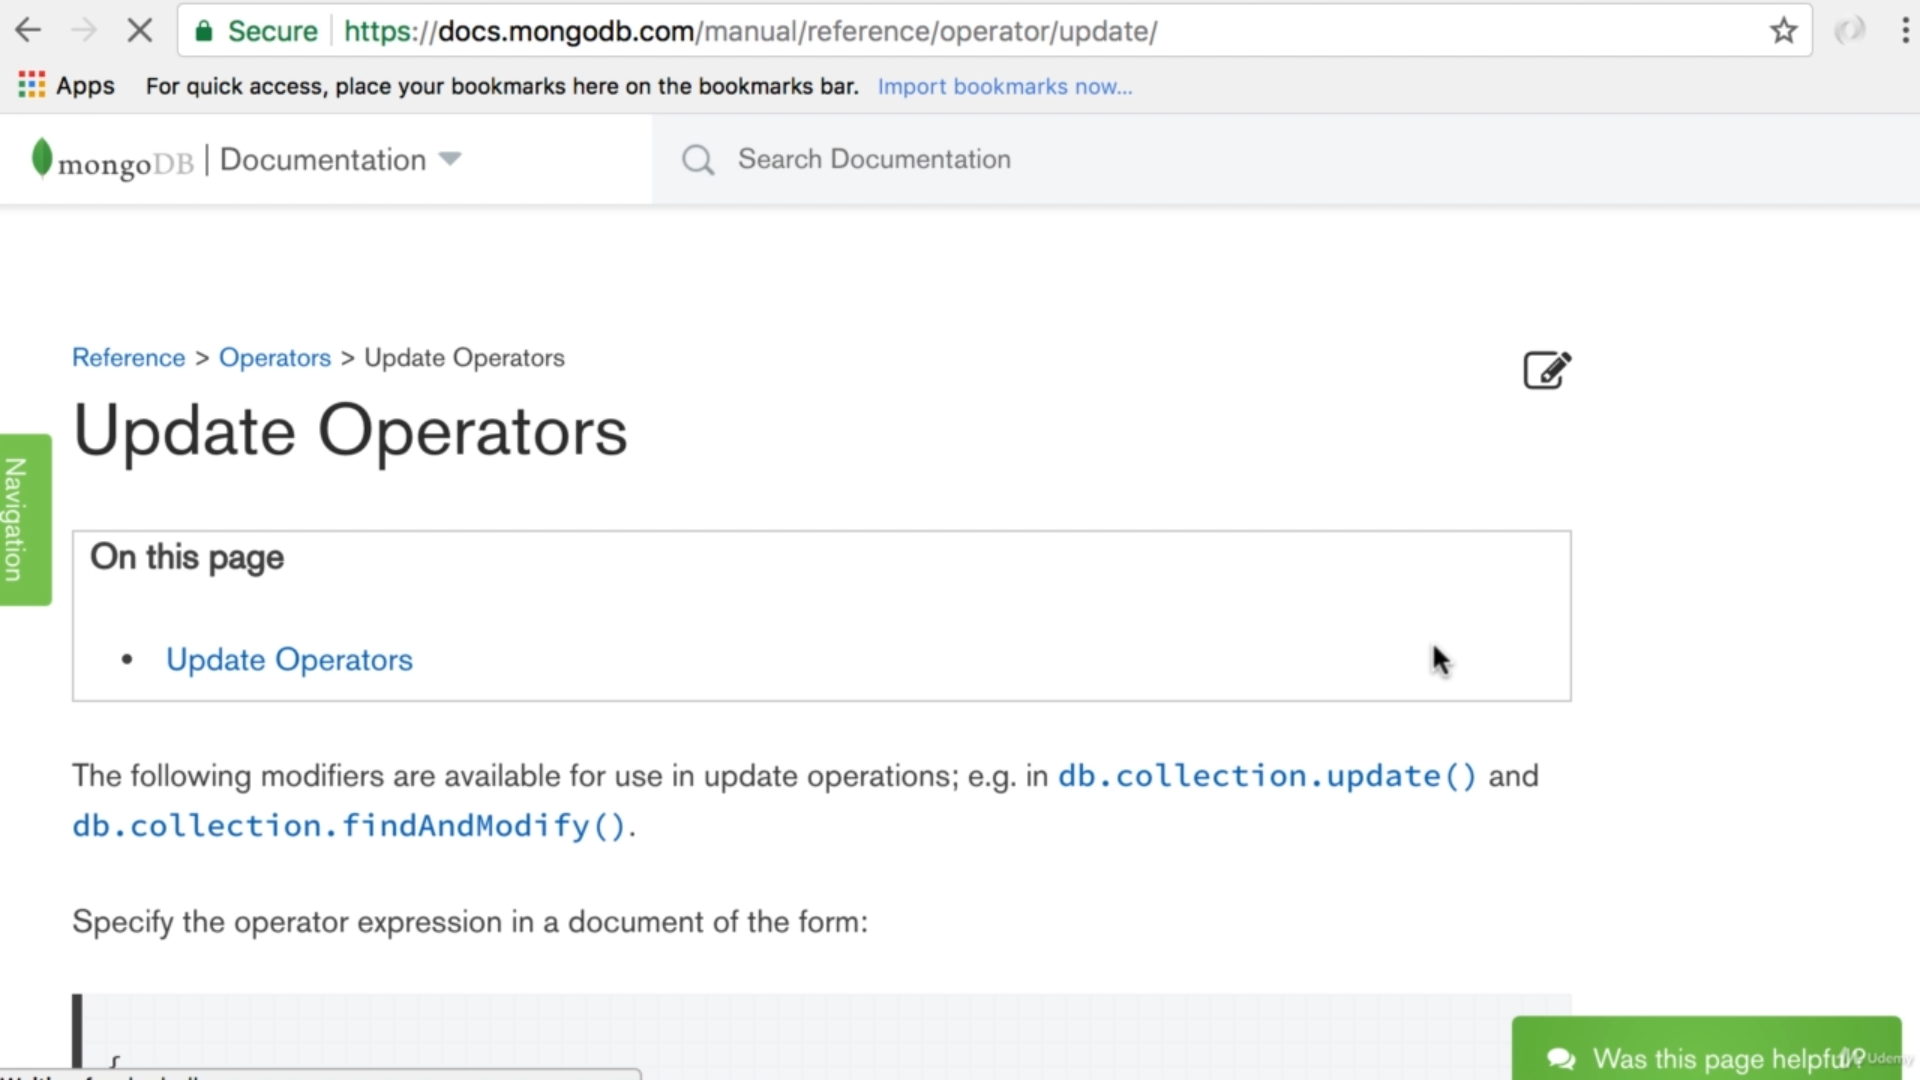 Secure https://docs.mongodb.com/manual/reference/operator/update/
Apps For quick access, place your bookmarks here on the bookmarks bar. Import bookmarks now...
mongoDB | Documentation Search Documentation
Reference > Operators > Update Operators
Update Operators
Navigation
On this page
• Update Operators
The following modifiers are available for use in update operations; e.g. in db.collection.update() and
db.collection.findAndModify().
Specify the operator expression in a document of the form:
{
Was this page helpful?
Udemy